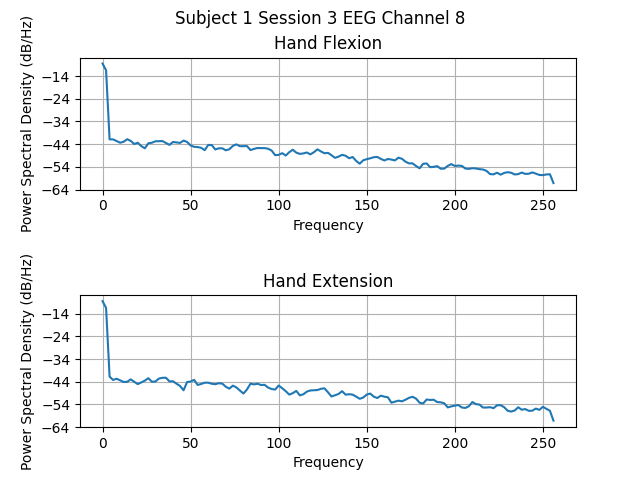 Subject 1 Session 3 EEG Channel 8
Hand Flexion
Power Spectral Density (dB/Hz)
−14
−24
−34
−44
−54
−64
0 50 100 150 200 250
Frequency
Hand Extension
Power Spectral Density (dB/Hz)
−14
−24
−34
−44
−54
−64
0 50 100 150 200 250
Frequency